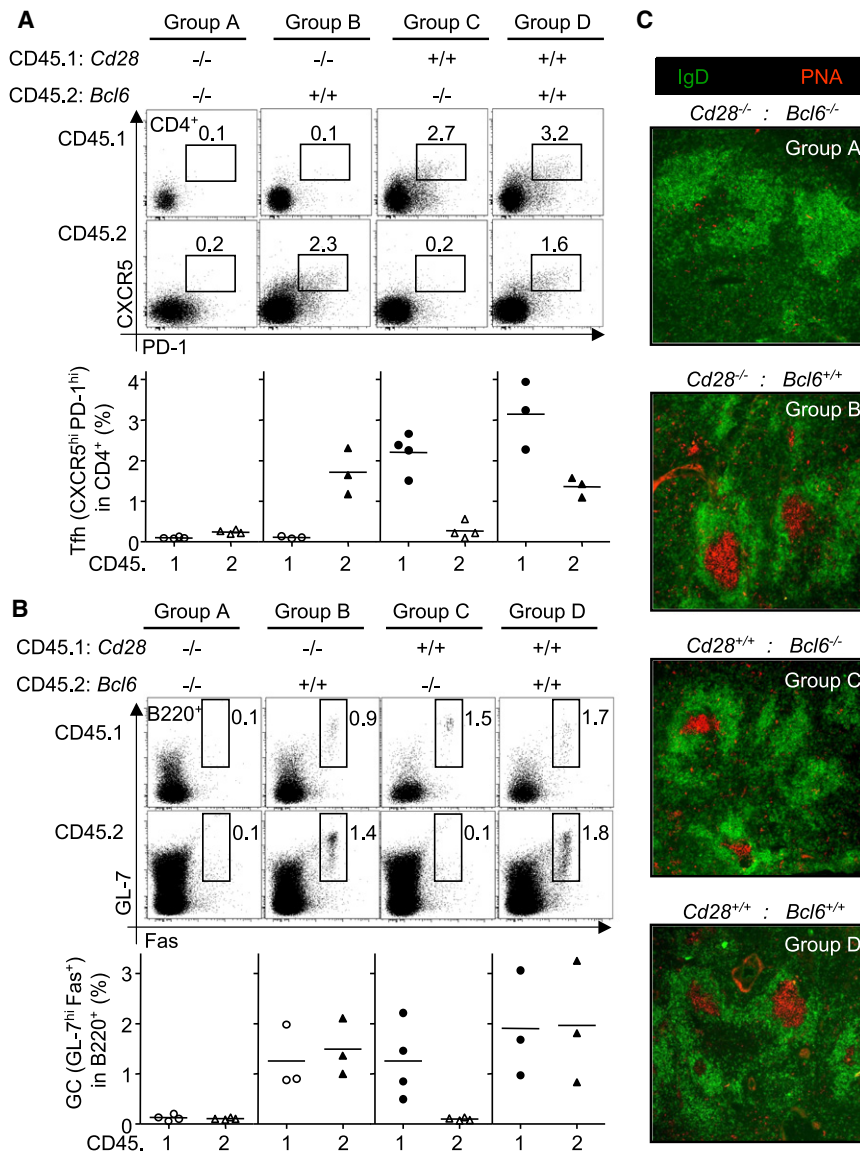 A
Group A Group B Group C Group D
CD45.1: Cd28 -/- -/- +/+ +/+
CD45.2: Bcl6 -/- +/+ -/- +/+
CD4+
CD45.1 0.1 0.1 2.7 3.2
CD45.2 0.2 2.3 0.2 1.6
CXCR5
PD-1
Tfh (CXCR5hi PD-1hi) in CD4+ (%)
4
3
2
1
0
CD45. 1 2 1 2 1 2 1 2
B
Group A Group B Group C Group D
CD45.1: Cd28 -/- -/- +/+ +/+
CD45.2: Bcl6 -/- +/+ -/- +/+
B220+
CD45.1 0.1 0.9 1.5 1.7
CD45.2 0.1 1.4 0.1 1.8
GL-7
Fas
GC (GL-7hi Fas+) in B220+ (%)
3
2
1
0
CD45. 1 2 1 2 1 2 1 2
C
IgD PNA
Cd28-/- : Bcl6-/-
Group A
Cd28-/- : Bcl6+/+
Group B
Cd28+/+ : Bcl6-/-
Group C
Cd28+/+ : Bcl6+/+
Group D